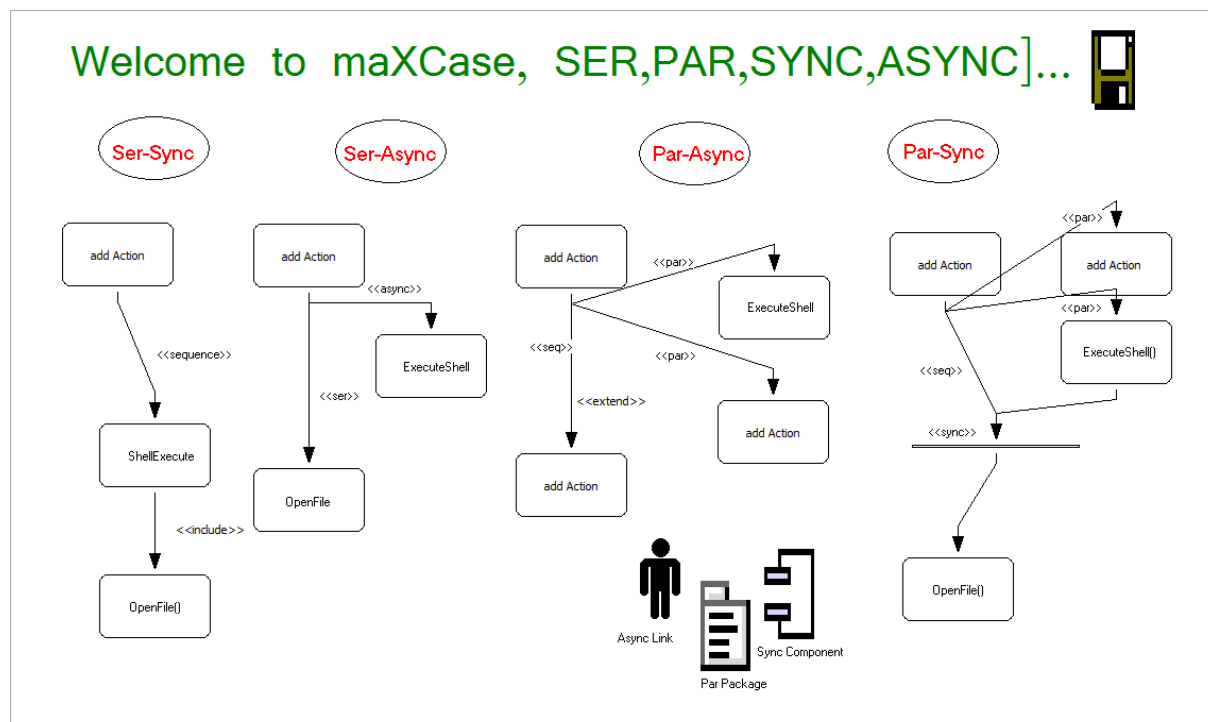 Welcome to maXCase, SER,PAR,SYNC,ASYNC]...
Ser-Sync
Ser-Async
Par-Async
Par-Sync
add Action
<<sequence>>
ShellExecute
<<include>>
OpenFile()
add Action
<<async>>
ExecuteShell
<<ser>>
OpenFile
add Action
<<par>>
ExecuteShell
<<seq>>
<<par>>
<<extend>>
add Action
add Action
<<par>>
add Action
add Action
<<par>>
ExecuteShell()
<<seq>>
<<sync>>
OpenFile()
Async Link
Par Package
Sync Component